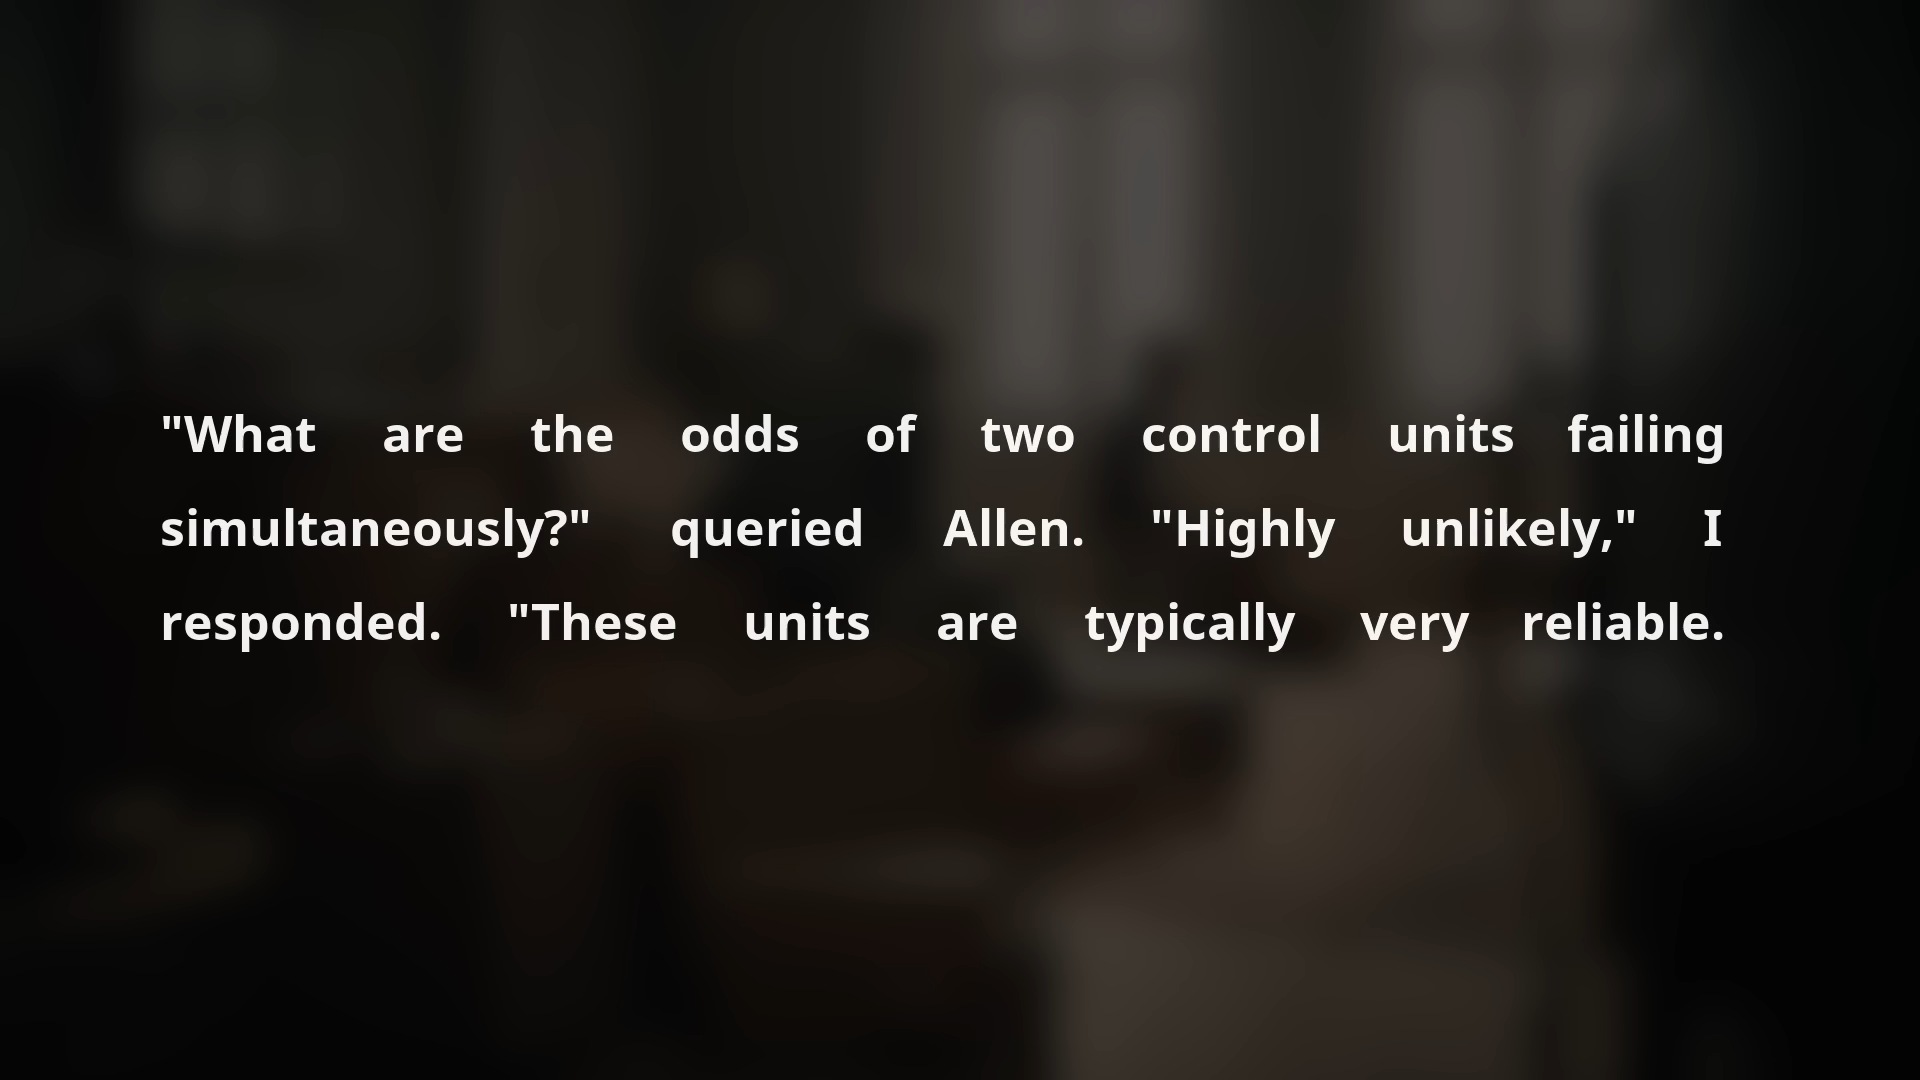 "What are the odds of two control units failing
simultaneously?" queried Allen. "Highly unlikely," I
responded. "These units are typically very reliable.